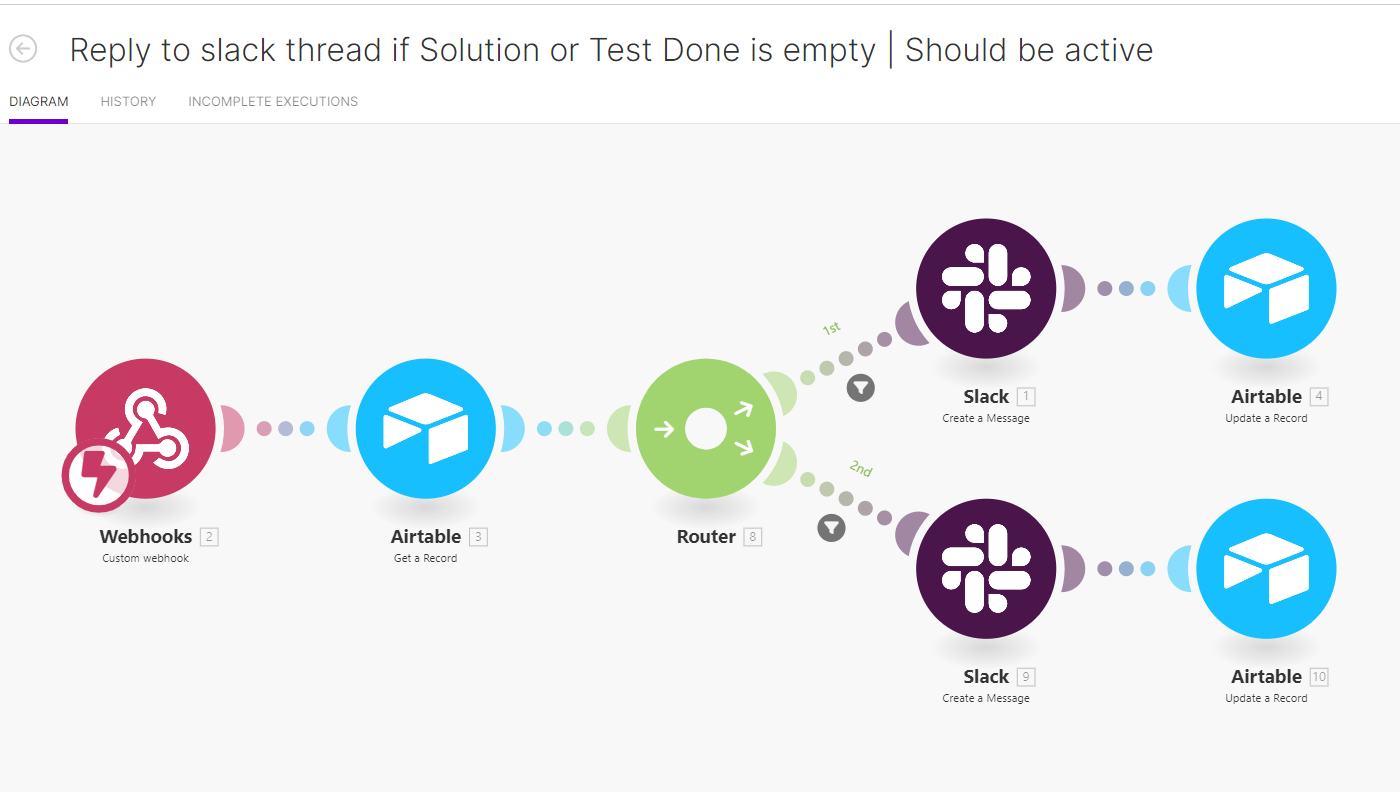 Reply to slack thread if Solution or Test Done is empty | Should be active
DIAGRAM HISTORY INCOMPLETE EXECUTIONS
1st
Slack 1
Create a Message
Airtable 4
Update a Record
Webhooks 2
Custom webhook
Airtable 3
Get a Record
Router 8
2nd
Slack 9
Create a Message
Airtable 10
Update a Record